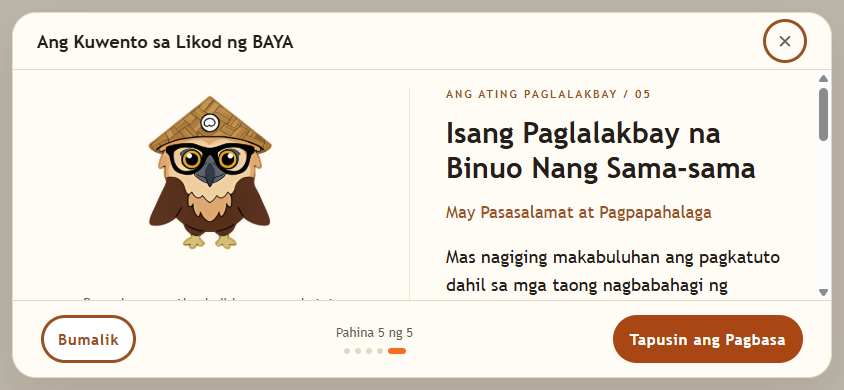 Ang Kuwento sa Likod ng BAYA
ANG ATING PAGLALAKBAY / 05
Isang Paglalakbay na
Binuo Nang Sama-sama
May Pasasalamat at Pagpapahalaga
Mas nagiging makabuluhan ang pagkatuto
dahil sa mga taong nagbabahagi ng
Bumalik
Pahina 5 ng 5
Tapusin ang Pagbasa